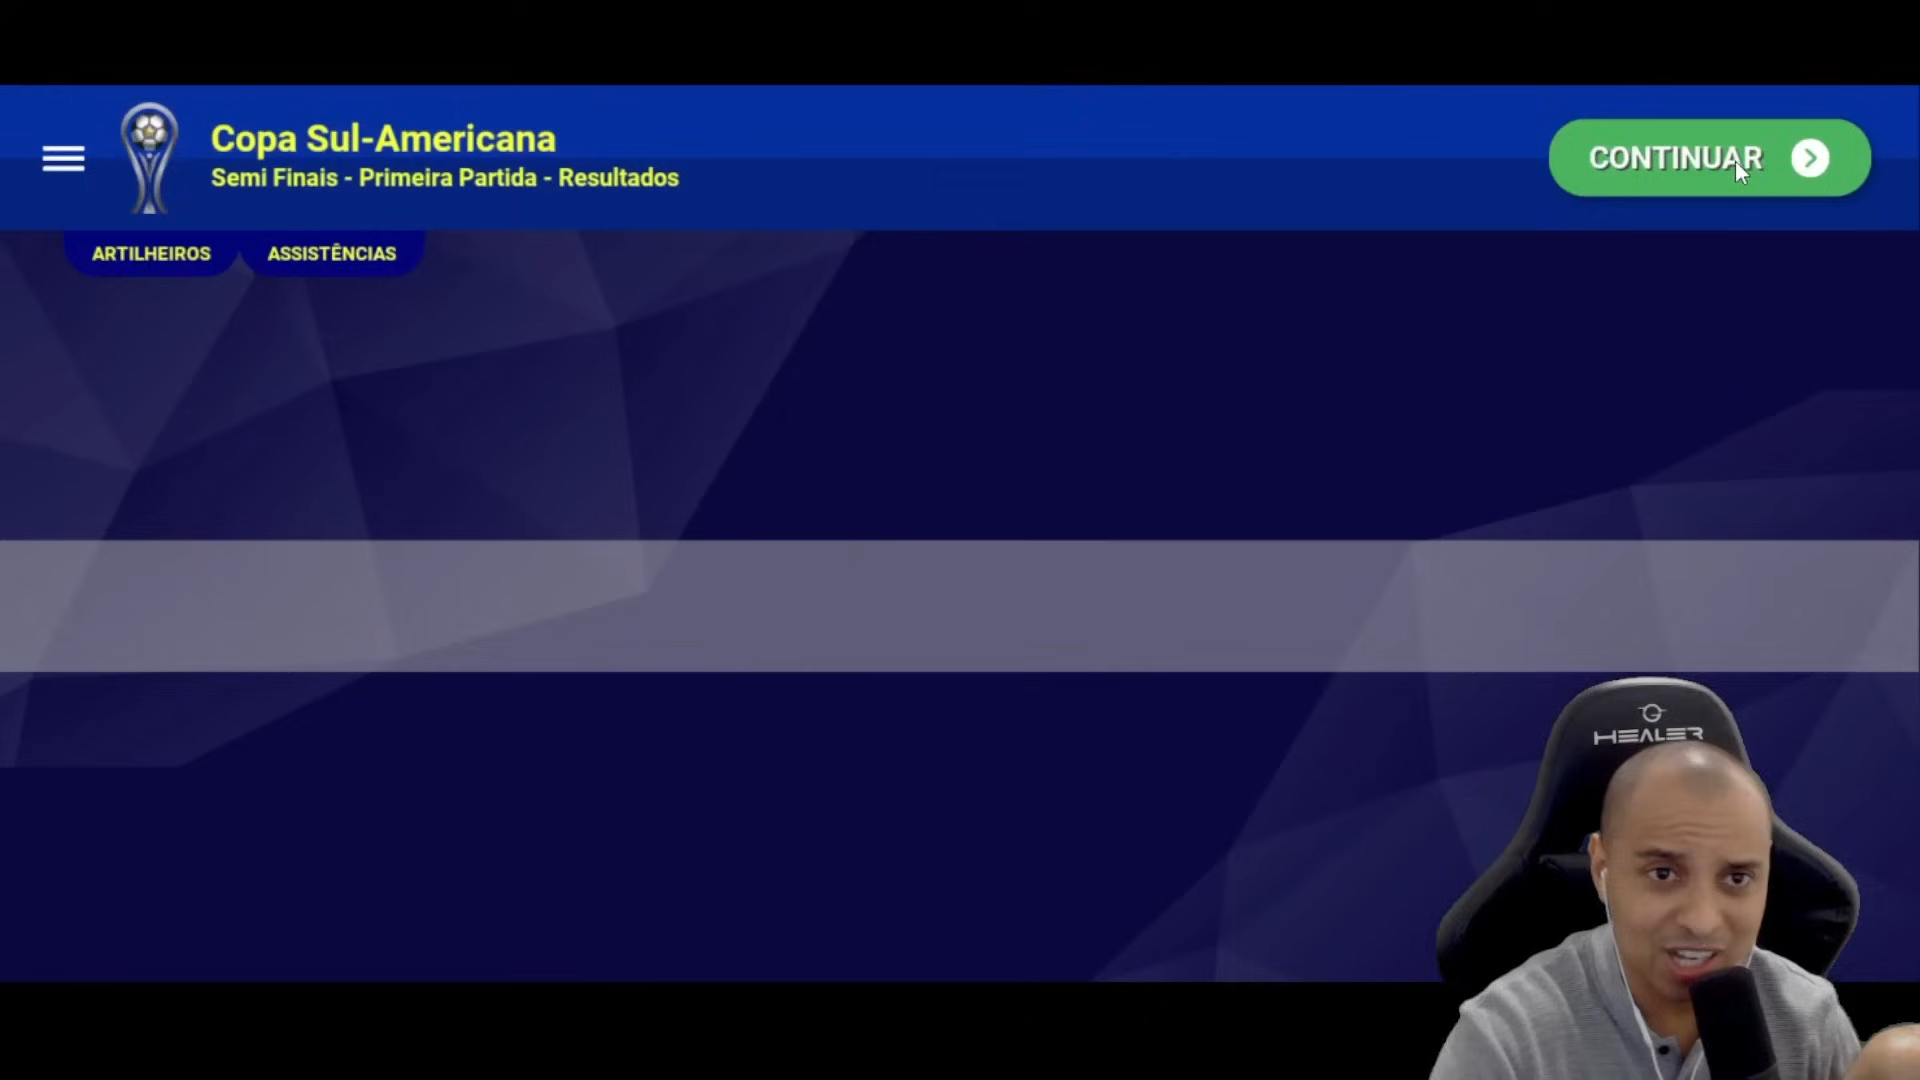 Copa Sul-Americana
Semi Finais - Primeira Partida - Resultados
CONTINUAR
ARTILHEIROS
ASSISTÊNCIAS
HEALER